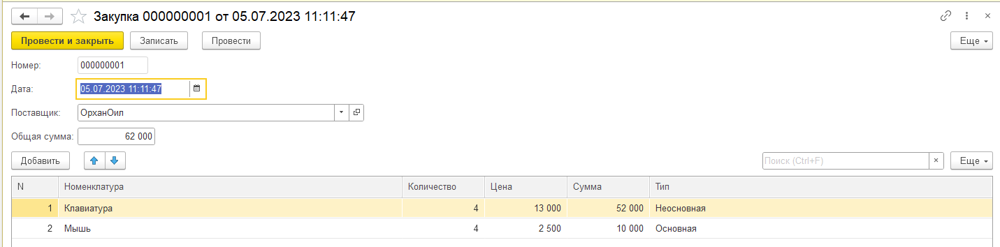 Закупка 000000001 от 05.07.2023 11:11:47
Провести и закрыть Записать Провести Еще
Номер: 000000001
Дата: 05.07.2023 11:11:47
Поставщик: ОрханОил
Общая сумма: 62 000
Добавить Поиск (Ctrl+F) × Еще
N Номенклатура Количество Цена Сумма Тип
1 Клавиатура 4 13 000 52 000 Неосновная
2 Мышь 4 2 500 10 000 Основная